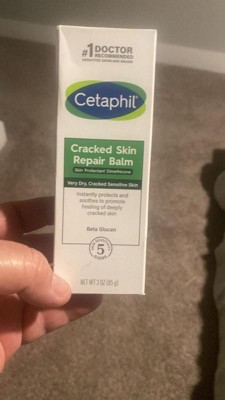 #1 DOCTOR
RECOMMENDED
Cetaphil
Cracked Skin
Repair Balm
Skin Protectant Dimethicone
Very Dry, Cracked Sensitive Skin
Instantly protects and
soothes to promote
healing of deeply
cracked skin
Beta Glucan
5
NET WT 3 OZ (85 g)